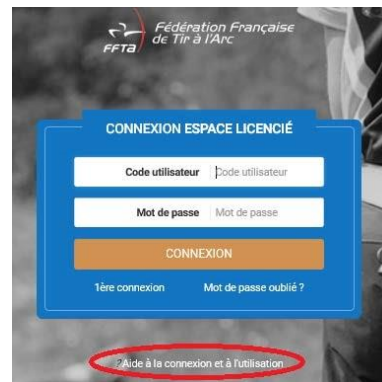 Fédération Française
de Tir à l'Arc
FFTa
CONNEXION ESPACE LICENCIÉ
Code utilisateur Code utilisateur
Mot de passe Mot de passe
CONNEXION
1ère connexion Mot de passe oublié ?
?Aide à la connexion et à l'utilisation